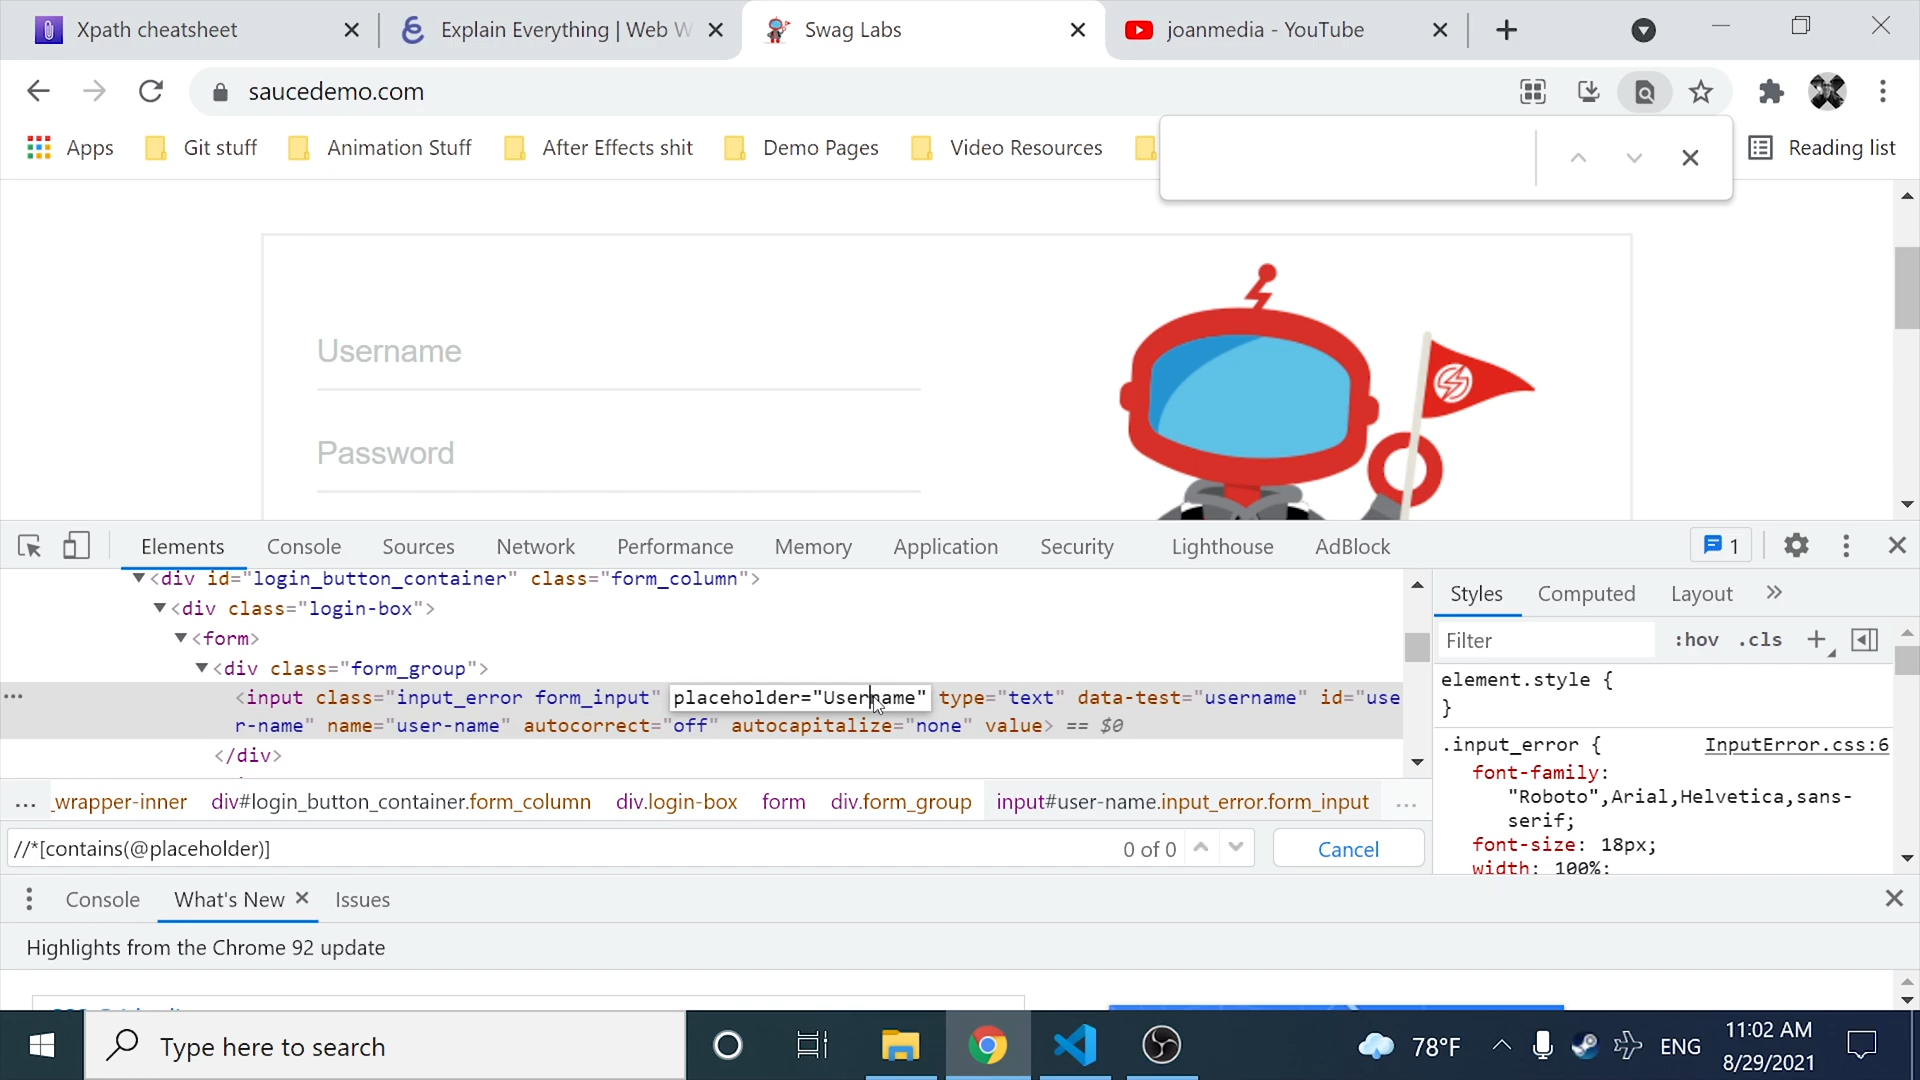 Xpath cheatsheet
Explain Everything | Web W
Swag Labs
joanmedia - YouTube
saucedemo.com
Apps
Git stuff
Animation Stuff
After Effects shit
Demo Pages
Video Resources
Reading list
Username
Password
Elements
Console
Sources
Network
Performance
Memory
Application
Security
Lighthouse
AdBlock
1
<div id="login_button_container" class="form_column">
<div class="login-box">
<form>
<div class="form_group">
<input class="input_error form_input" placeholder="Username" type="text" data-test="username" id="use
r-name" name="user-name" autocorrect="off" autocapitalize="none" value> == $0
</div>
... _wrapper-inner div#login_button_container.form_column div.login-box form div.form_group input#user-name.input_error.form_input ...
//*[contains(@placeholder)]
0 of 0
Cancel
Styles
Computed
Layout
Filter
:hov .cls
element.style {
}
.input_error {
InputError.css:6
font-family:
"Roboto",Arial,Helvetica,sans-
serif;
font-size: 18px;
width: 100%;
Console
What's New
Issues
Highlights from the Chrome 92 update
Type here to search
78°F
ENG
11:02 AM
8/29/2021